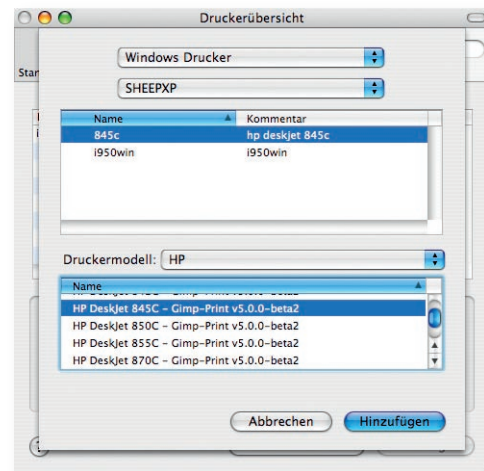 Druckerübersicht
Windows Drucker
Star
SHEEPXP
Name Kommentar
845c hp deskjet 845c
i950win i950win
Druckermodell: HP
Name
HP DeskJet 845C – Gimp-Print v5.0.0-beta2
HP DeskJet 850C – Gimp-Print v5.0.0-beta2
HP DeskJet 855C – Gimp-Print v5.0.0-beta2
HP DeskJet 870C – Gimp-Print v5.0.0-beta2
Abbrechen Hinzufügen
?